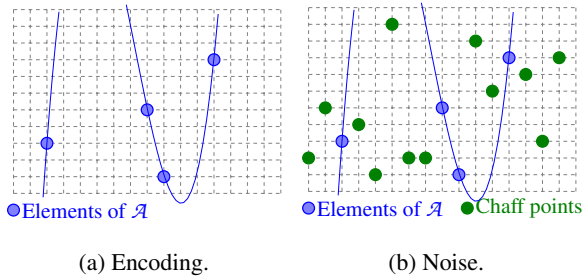 Elements of 𝒜
Elements of 𝒜 Chaff points
(a) Encoding.
(b) Noise.